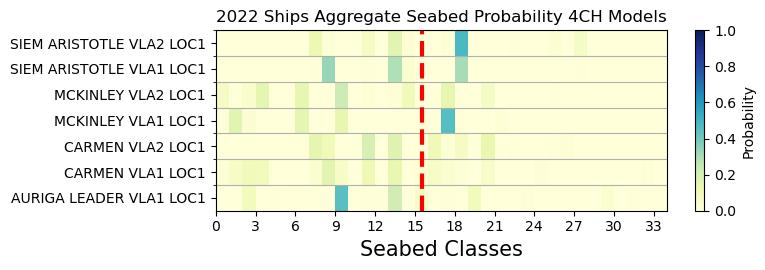 2022 Ships Aggregate Seabed Probability 4CH Models
SIEM ARISTOTLE VLA2 LOC1
SIEM ARISTOTLE VLA1 LOC1
MCKINLEY VLA2 LOC1
MCKINLEY VLA1 LOC1
CARMEN VLA2 LOC1
CARMEN VLA1 LOC1
AURIGA LEADER VLA1 LOC1
0 3 6 9 12 15 18 21 24 27 30 33
Seabed Classes
1.0
0.8
0.6
0.4
0.2
0.0
Probability